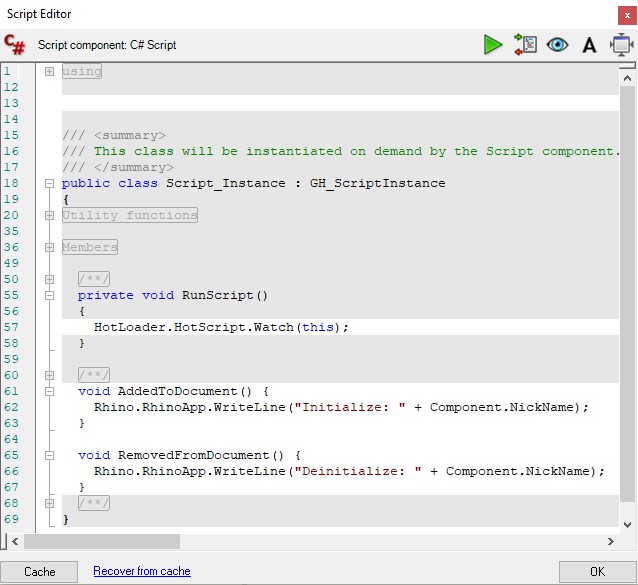 Script Editor
x
C# Script component: C# Script A
1 using
12
13
14
15 /// <summary>
16 /// This class will be instantiated on demand by the Script component.
17 /// </summary>
18 public class Script_Instance : GH_ScriptInstance
19 {
20 Utility functions
35
36 Members
49
50 /**/
55 private void RunScript()
56 {
57 HotLoader.HotScript.Watch(this);
58 }
59
60 /**/
61 void AddedToDocument() {
62 Rhino.RhinoApp.WriteLine("Initialize: " + Component.NickName);
63 }
64
65 void RemovedFromDocument() {
66 Rhino.RhinoApp.WriteLine("Deinitialize: " + Component.NickName);
67 }
68 /**/
69 }
Cache Recover from cache OK